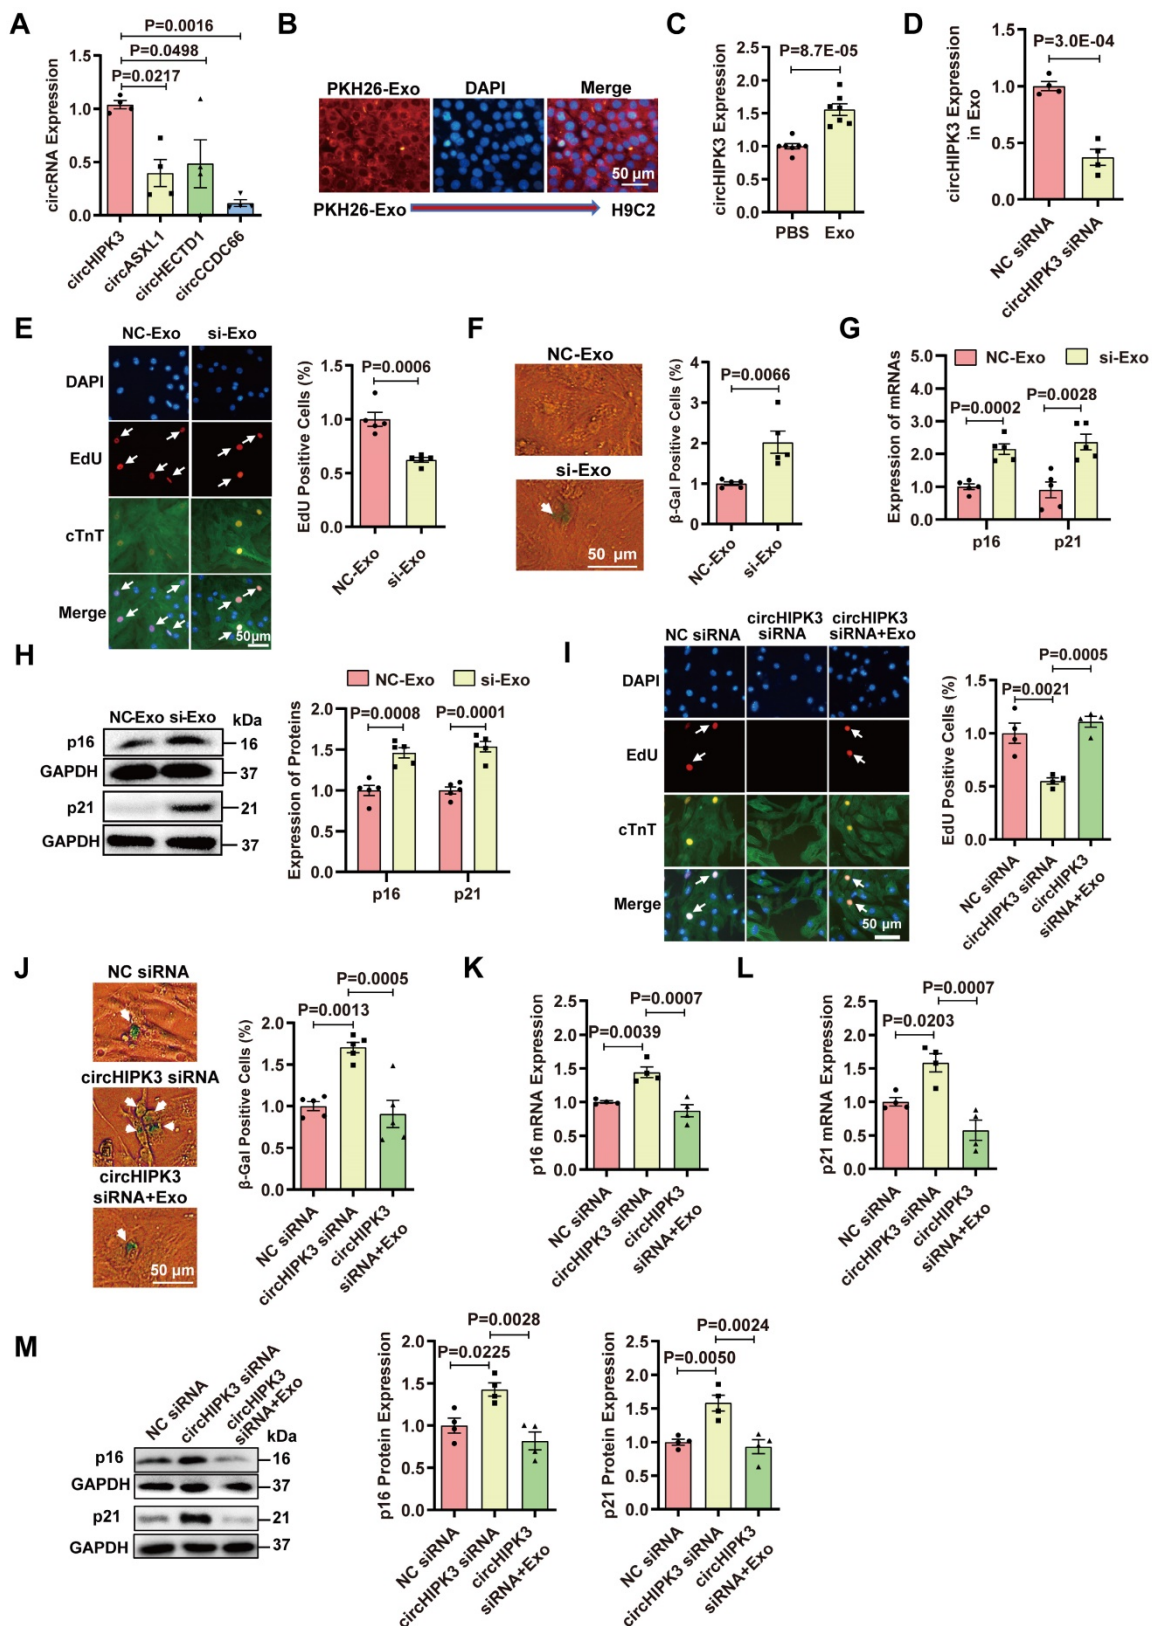 A
P=0.0016
P=0.0498
P=0.0217
circRNA Expression
1.5
1.0
0.5
0.0
circHIPK3
circASXL1
circHECTD1
circCCDC66
B
PKH26-Exo DAPI Merge
50 μm
PKH26-Exo H9C2
C
P=8.7E-05
circHIPK3 Expression
2.0
1.5
1.0
0.5
0.0
PBS Exo
D
P=3.0E-04
circHIPK3 Expression
in Exo
1.5
1.0
0.5
0.0
NC siRNA
circHIPK3 siRNA
E
NC-Exo si-Exo
DAPI
EdU
cTnT
Merge
50μm
P=0.0006
EdU Positive Cells (%)
1.5
1.0
0.5
0.0
NC-Exo
si-Exo
F
NC-Exo
si-Exo
50 μm
P=0.0066
β-Gal Positive Cells (%)
4
3
2
1
0
NC-Exo
si-Exo
G
NC-Exo si-Exo
P=0.0002
P=0.0028
Expression of mRNAs
5.0
4.0
3.0
2.0
1.0
0.0
p16 p21
H
NC-Exo si-Exo kDa
p16 16
GAPDH 37
p21 21
GAPDH 37
NC-Exo si-Exo
P=0.0008 P=0.0001
Expression of Proteins
2.0
1.5
1.0
0.5
0.0
p16 p21
I
NC siRNA
circHIPK3
siRNA
circHIPK3
siRNA+Exo
DAPI
EdU
cTnT
Merge
50 μm
P=0.0005
P=0.0021
EdU Positive Cells (%)
1.5
1.0
0.5
0.0
NC siRNA
circHIPK3 siRNA
circHIPK3
siRNA+Exo
J
NC siRNA
circHIPK3 siRNA
circHIPK3
siRNA+Exo
50 μm
P=0.0005
P=0.0013
β-Gal Positive Cells (%)
2.0
1.5
1.0
0.5
0.0
NC siRNA
circHIPK3 siRNA
circHIPK3
siRNA+Exo
K
P=0.0007
P=0.0039
p16 mRNA Expression
2.0
1.5
1.0
0.5
0.0
NC siRNA
circHIPK3 siRNA
circHIPK3
siRNA+Exo
L
P=0.0007
P=0.0203
p21 mRNA Expression
2.0
1.5
1.0
0.5
0.0
NC siRNA
circHIPK3 siRNA
circHIPK3
siRNA+Exo
M
NC siRNA
circHIPK3 siRNA
circHIPK3
siRNA+Exo
kDa
p16 16
GAPDH 37
p21 21
GAPDH 37
P=0.0028
P=0.0225
p16 Protein Expression
2.0
1.5
1.0
0.5
0.0
NC siRNA
circHIPK3 siRNA
circHIPK3
siRNA+Exo
P=0.0024
P=0.0050
p21 Protein Expression
2.5
2.0
1.5
1.0
0.5
0.0
NC siRNA
circHIPK3 siRNA
circHIPK3
siRNA+Exo